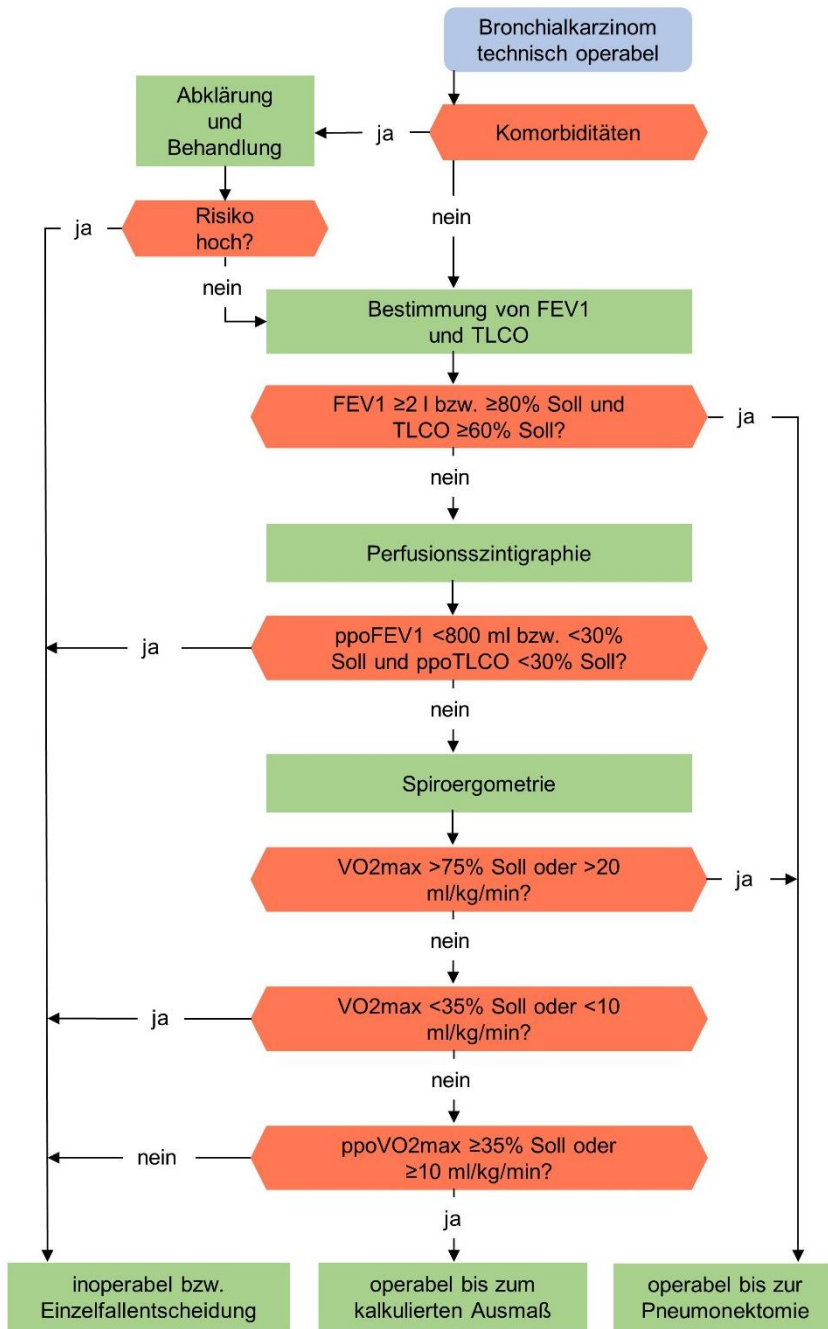 Bronchialkarzinom
technisch operabel
Abklärung
und
Behandlung
ja
Komorbiditäten
ja
Risiko
hoch?
nein
nein
Bestimmung von FEV1
und TLCO
FEV1 ≥2 l bzw. ≥80% Soll und
TLCO ≥60% Soll?
ja
nein
Perfusionsszintigraphie
ja
ppoFEV1 <800 ml bzw. <30%
Soll und ppoTLCO <30% Soll?
nein
Spiroergometrie
VO2max >75% Soll oder >20
ml/kg/min?
ja
nein
ja
VO2max <35% Soll oder <10
ml/kg/min?
nein
nein
ppoVO2max ≥35% Soll oder
≥10 ml/kg/min?
ja
inoperabel bzw.
Einzelfallentscheidung
operabel bis zum
kalkulierten Ausmaß
operabel bis zur
Pneumonektomie